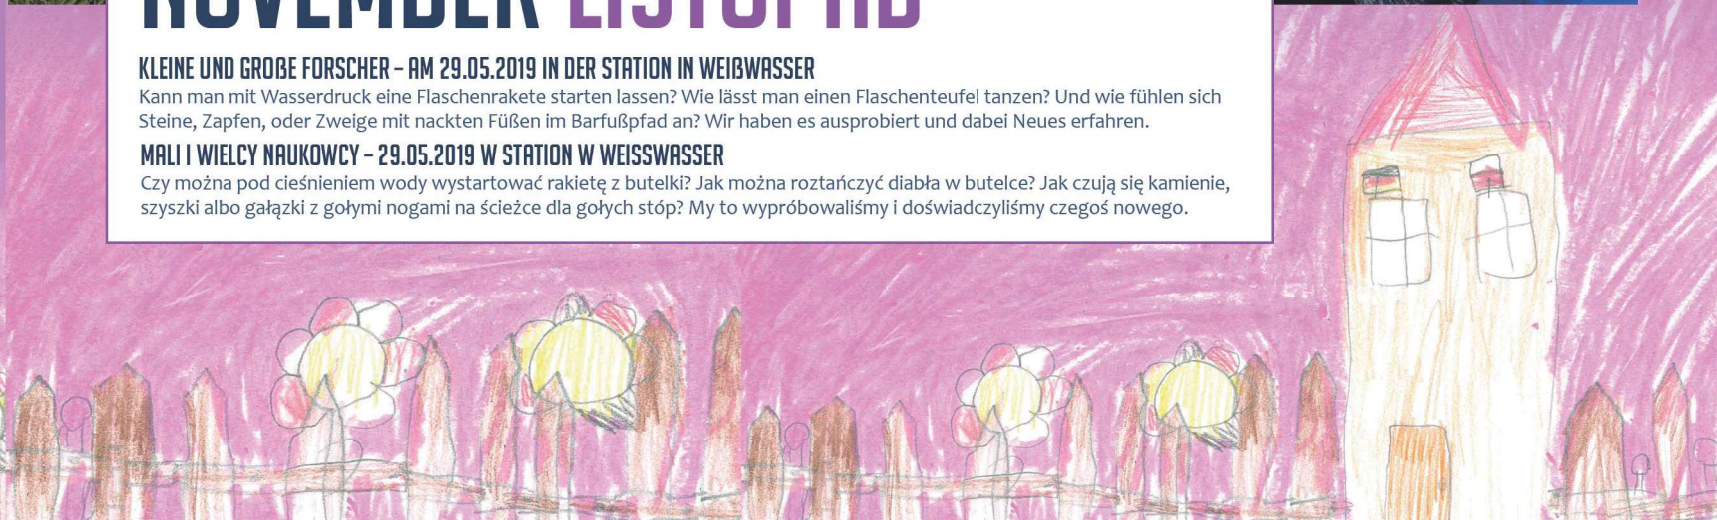 NOVEMBER LISTOPAD
KLEINE UND GROßE FORSCHER – AM 29.05.2019 IN DER STATION IN WEIßWASSER
Kann man mit Wasserdruck eine Flaschenrakete starten lassen? Wie lässt man einen Flaschenteufel tanzen? Und wie fühlen sich
Steine, Zapfen, oder Zweige mit nackten Füßen im Barfußpfad an? Wir haben es ausprobiert und dabei Neues erfahren.
MALI I WIELCY NAUKOWCY – 29.05.2019 W STATION W WEISSWASSER
Czy można pod cieśnieniem wody wystartować rakietę z butelki? Jak można roztańczyć diabła w butelce? Jak czują się kamienie,
szyszki albo gałązki z gołymi nogami na ścieżce dla gołych stóp? My to wypróbowaliśmy i doświadczyliśmy czegoś nowego.